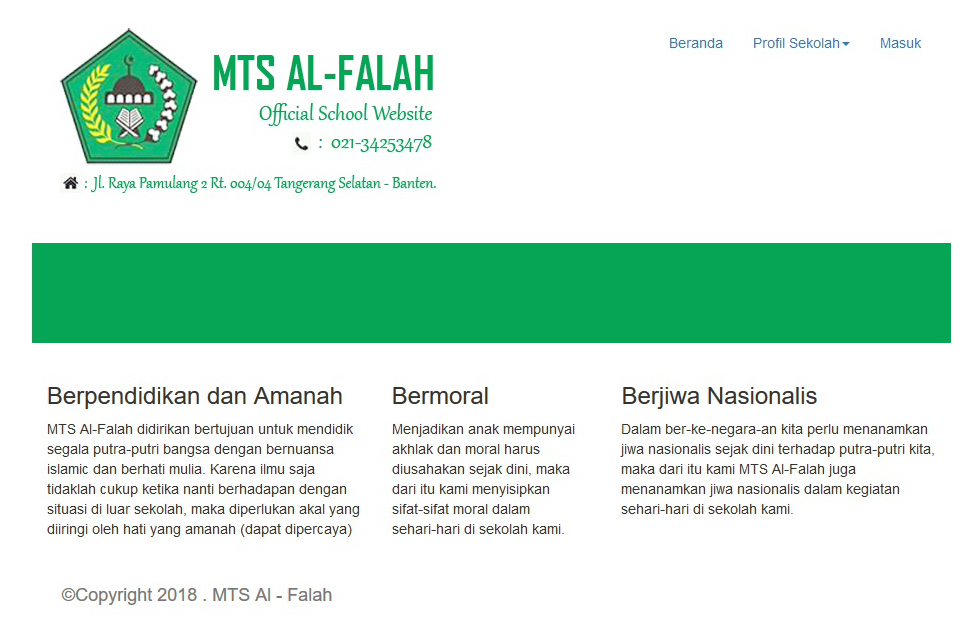 Beranda
Profil Sekolah
Masuk
MTS AL-FALAH
Official School Website
: 021-34253478
: Jl. Raya Pamulang 2 Rt. 004/04 Tangerang Selatan - Banten.
Berpendidikan dan Amanah
MTS Al-Falah didirikan bertujuan untuk mendidik
segala putra-putri bangsa dengan bernuansa
islamic dan berhati mulia. Karena ilmu saja
tidaklah cukup ketika nanti berhadapan dengan
situasi di luar sekolah, maka diperlukan akal yang
diiringi oleh hati yang amanah (dapat dipercaya)
Bermoral
Menjadikan anak mempunyai
akhlak dan moral harus
diusahakan sejak dini, maka
dari itu kami menyisipkan
sifat-sifat moral dalam
sehari-hari di sekolah kami.
Berjiwa Nasionalis
Dalam ber-ke-negara-an kita perlu menanamkan
jiwa nasionalis sejak dini terhadap putra-putri kita,
maka dari itu kami MTS Al-Falah juga
menanamkan jiwa nasionalis dalam kegiatan
sehari-hari di sekolah kami.
©Copyright 2018 . MTS Al - Falah